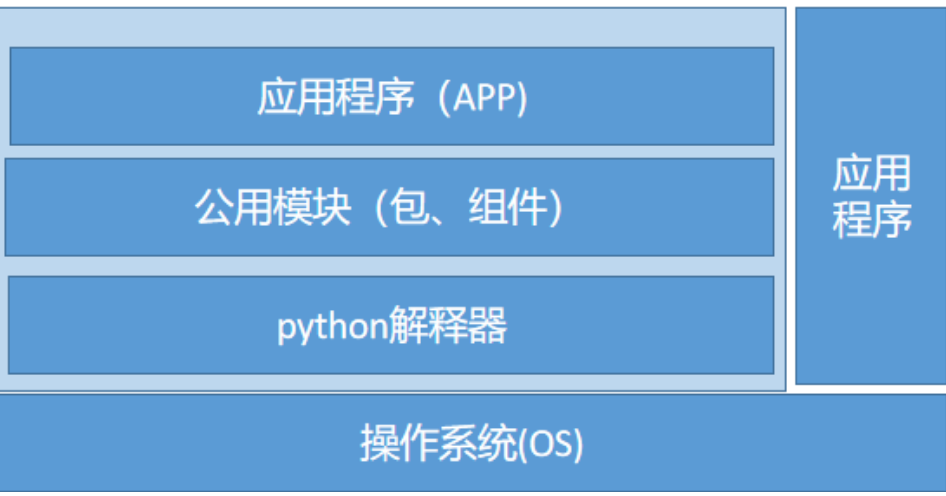 应用程序（APP)
公用模块（包、组件）
python解释器
应用
程序
操作系统(OS)